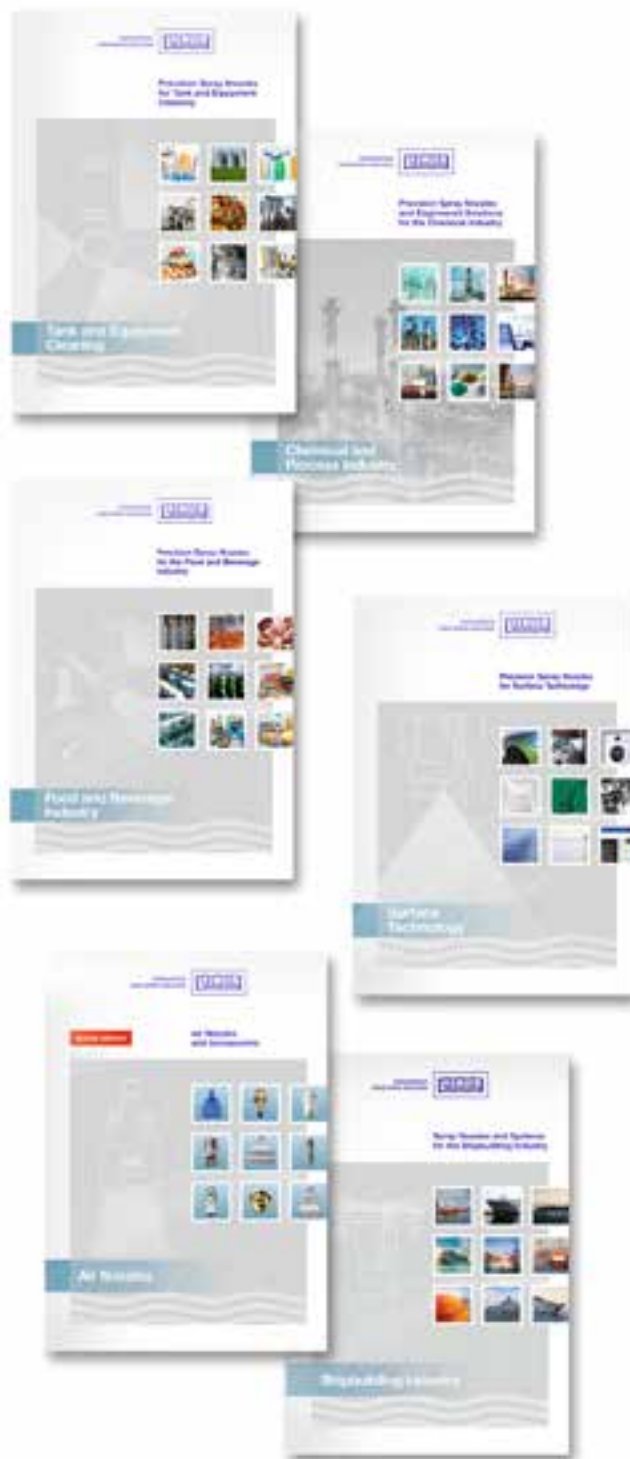 Precision Spray Nozzles
for Tank and Equipment
Cleaning
Tank and Equipment
Cleaning
Precision Spray Nozzles
and Engineered Solutions
for the Chemical Industry
Chemical and
Process Industry
Precision Spray Nozzles
for the Food and Beverage
Industry
Food and Beverage
Industry
Precision Spray Nozzles
for Surface Technology
Surface
Technology
Air Nozzles
and Accessories
Air Nozzles
Spray Nozzles and Systems
for the Shipbuilding Industry
Shipbuilding Industry